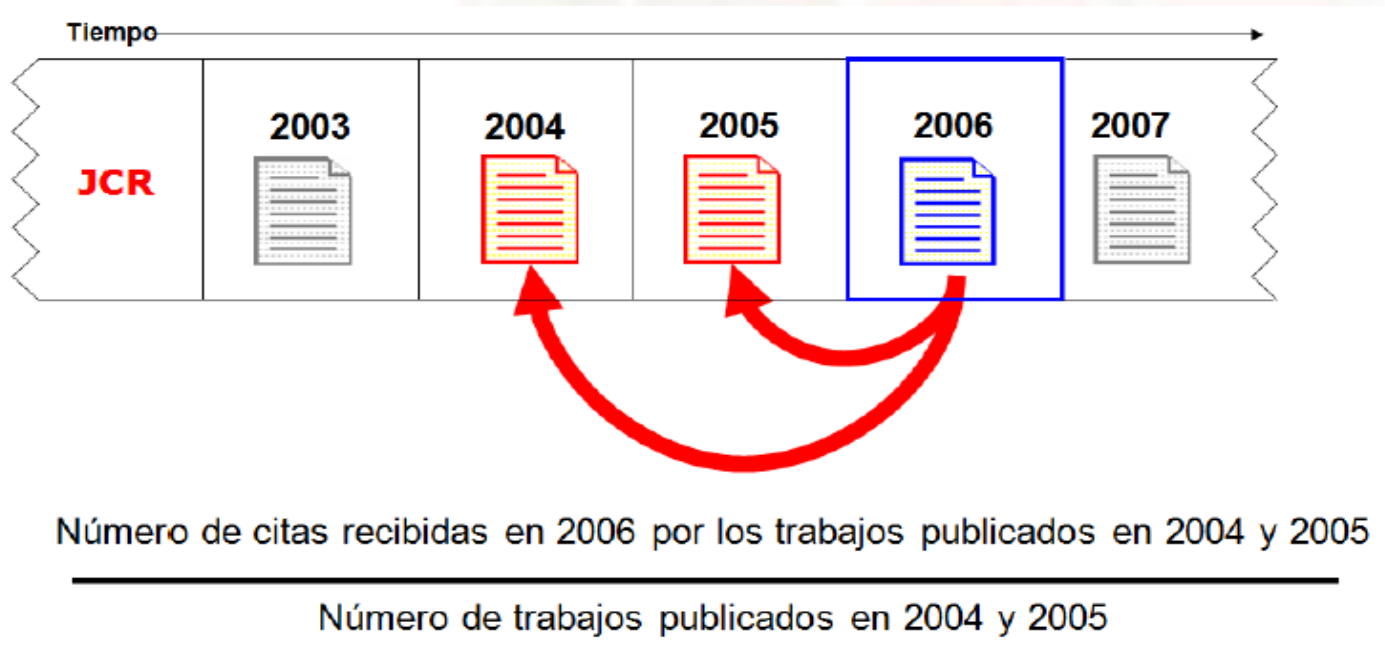 Tiempo
2003 2004 2005 2006 2007
JCR
Número de citas recibidas en 2006 por los trabajos publicados en 2004 y 2005
Número de trabajos publicados en 2004 y 2005